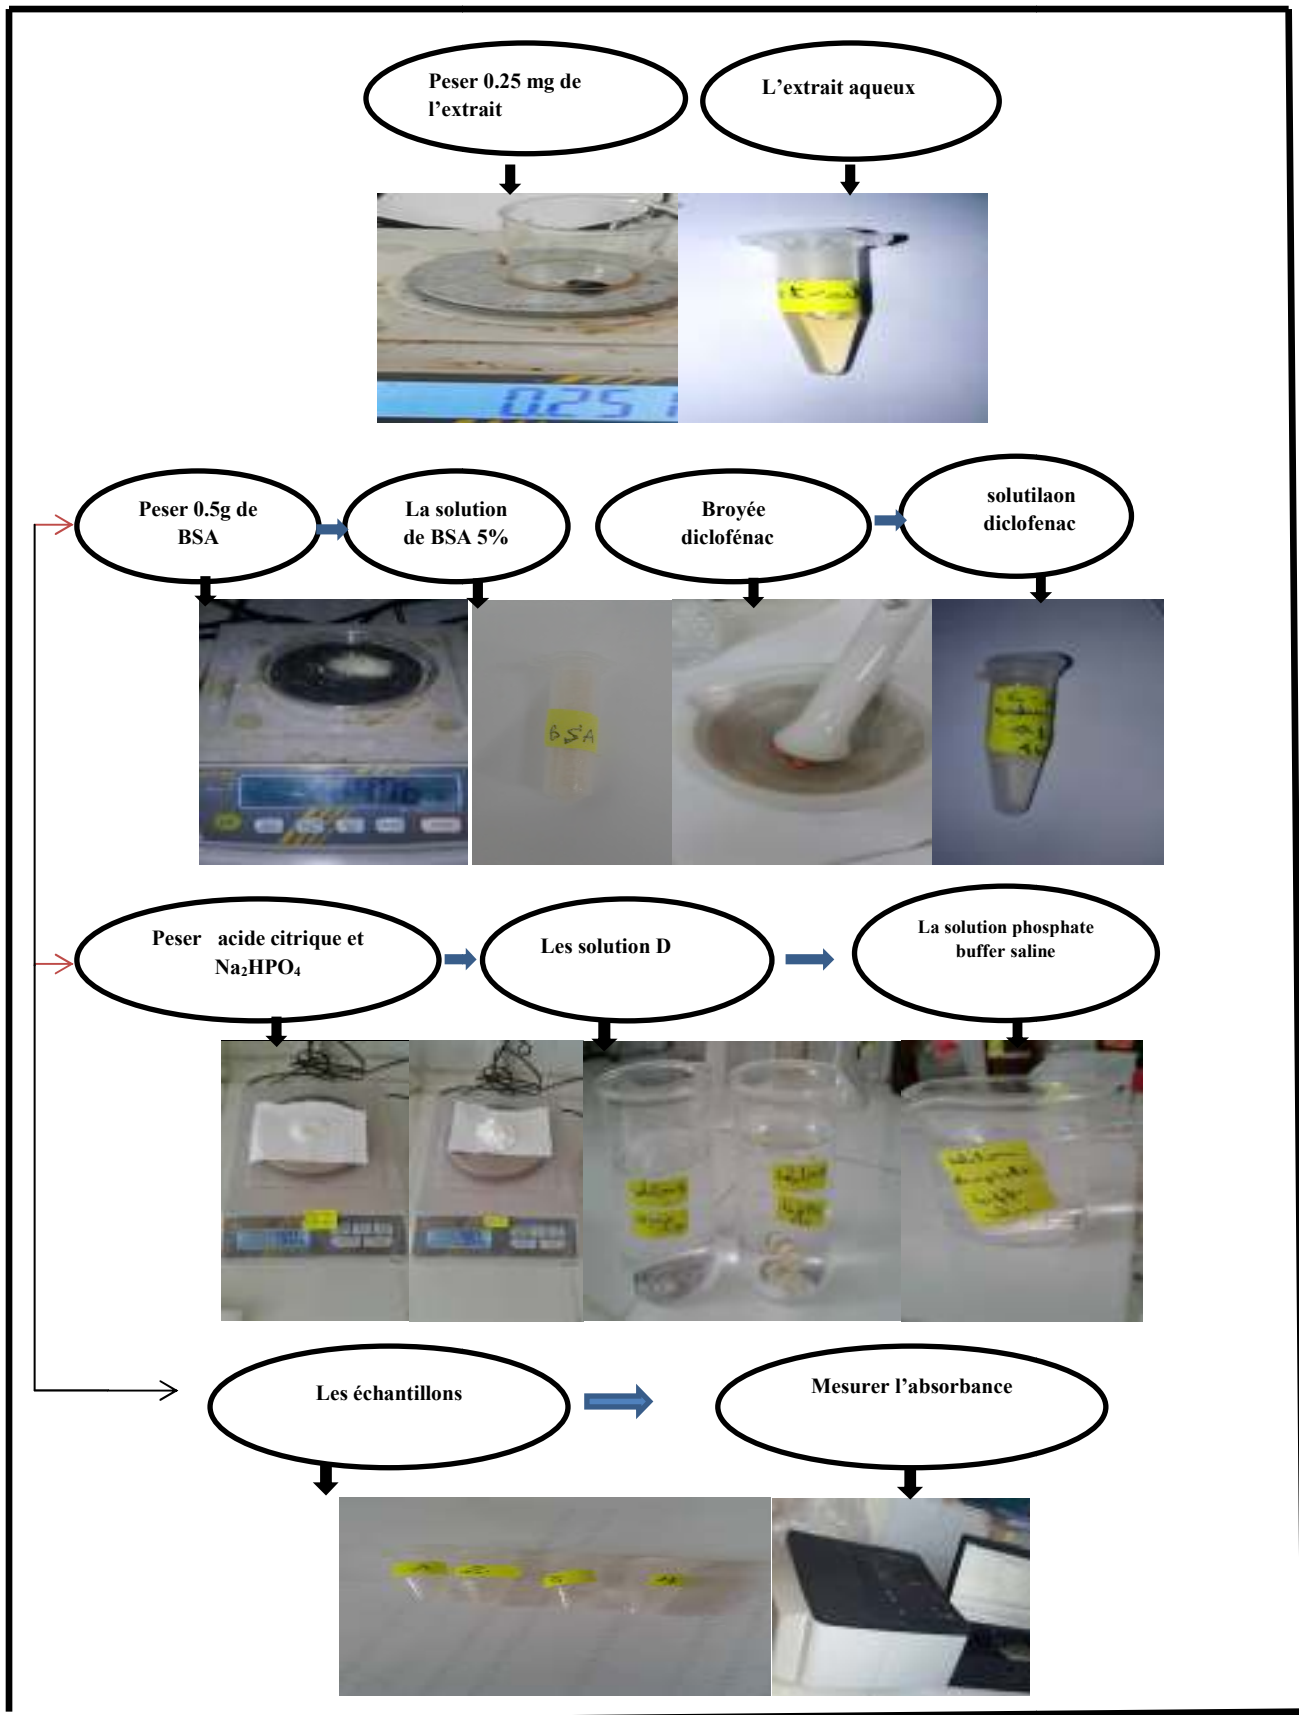 Peser 0.25 mg de
l’extrait
L’extrait aqueux
0.251
Peser 0.5g de
BSA
La solution
de BSA 5%
Broyée
diclofénac
solutilaon
diclofenac
BSA
Peser acide citrique et
Na₂HPO₄
Les solution D
La solution phosphate
buffer saline
Les échantillons
Mesurer l’absorbance